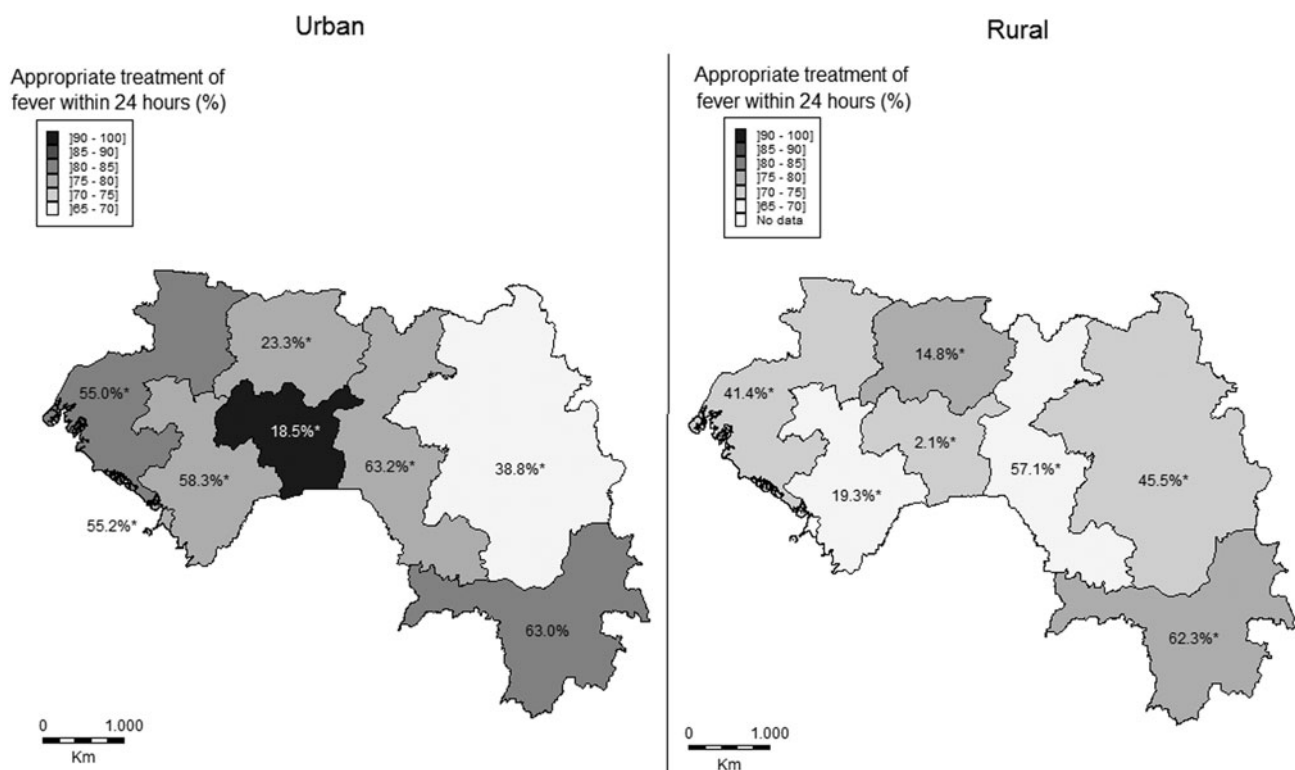 Urban
Appropriate treatment of
fever within 24 hours (%)
]90 - 100]
]85 - 90]
]80 - 85]
]75 - 80]
]70 - 75]
]65 - 70]
23.3%*
55.0%*
18.5%*
63.2%*
38.8%*
58.3%*
55.2%*
63.0%
0 1.000
Km
Rural
Appropriate treatment of
fever within 24 hours (%)
]90 - 100]
]85 - 90]
]80 - 85]
]75 - 80]
]70 - 75]
]65 - 70]
No data
14.8%*
41.4%*
2.1%*
57.1%*
45.5%*
19.3%*
62.3%*
0 1.000
Km